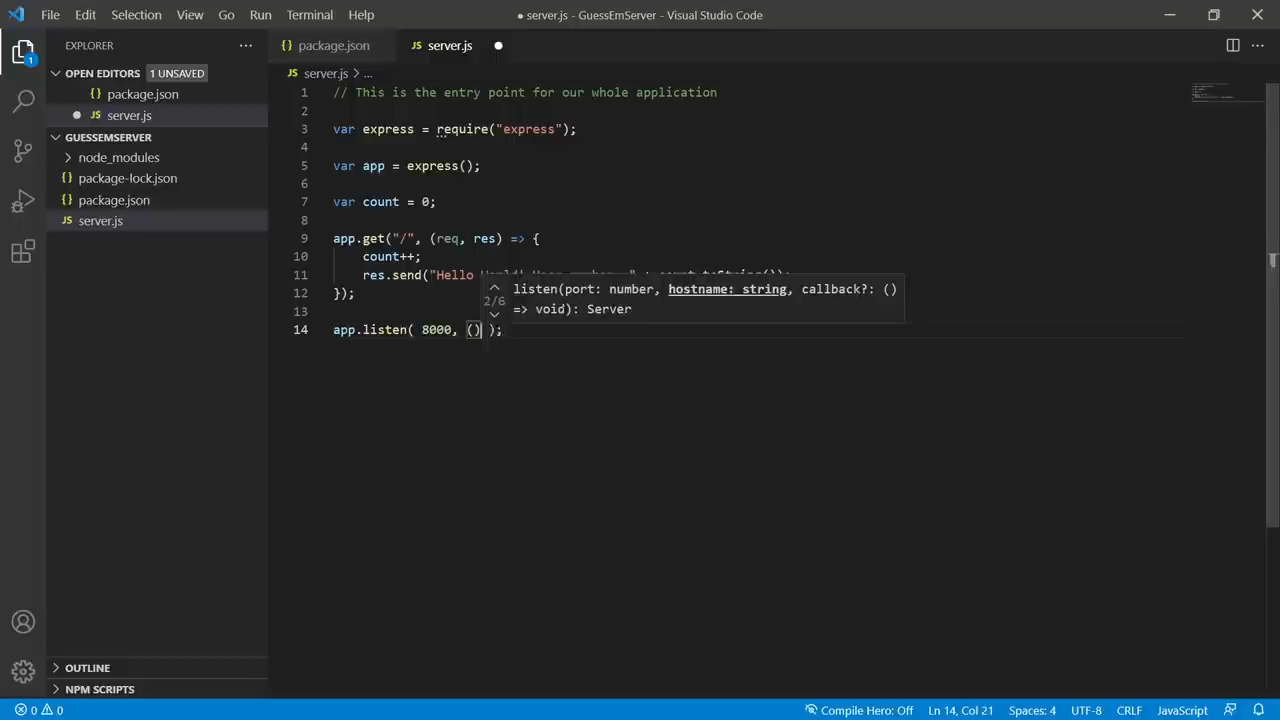 File Edit Selection View Go Run Terminal Help
● server.js - GuessEmServer - Visual Studio Code
EXPLORER
{} package.json
JS server.js
OPEN EDITORS 1 UNSAVED
{} package.json
JS server.js
GUESSEMSERVER
node_modules
{} package-lock.json
{} package.json
JS server.js
OUTLINE
NPM SCRIPTS
1
JS server.js > ...
1 // This is the entry point for our whole application
2
3 var express = require("express");
4
5 var app = express();
6
7 var count = 0;
8
9 app.get("/", (req, res) => {
10 count++;
11 res.send("Hello
12 });
13
14 app.listen( 8000, () );
2/6
listen(port: number, hostname: string, callback?: ()
=> void): Server
0 0
Compile Hero: Off Ln 14, Col 21 Spaces: 4 UTF-8 CRLF JavaScript